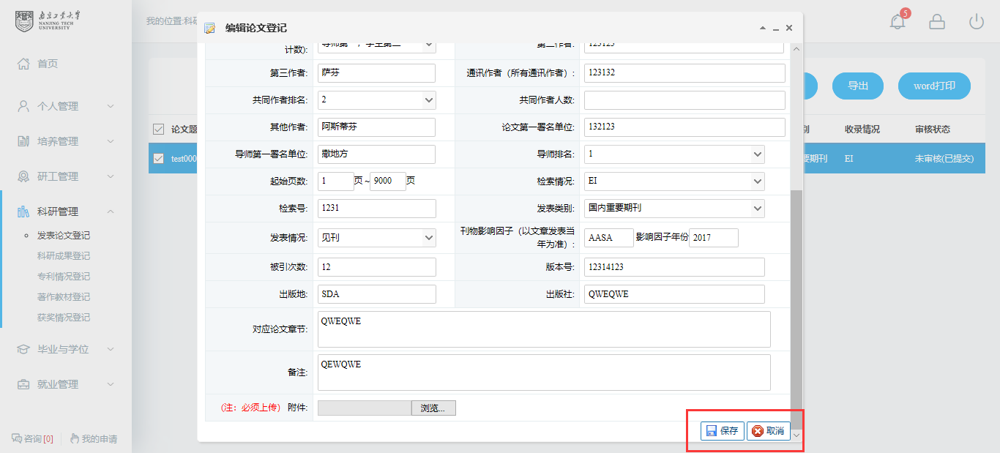 南京工业大学
NANJING TECH
UNIVERSITY
我的位置:科研
5
首页
个人管理
培养管理
研工管理
科研管理
发表论文登记
科研成果登记
专利情况登记
著作教材登记
获奖情况登记
毕业与学位
就业管理
咨询[0]
我的申请
导出
word打印
论文题
收录情况
审核状态
test000
要期刊
EI
未审核(已提交)
编辑论文登记
计数):
第三作者:
萨芬
通讯作者（所有通讯作者）:
123132
共同作者排名:
2
共同作者人数:
其他作者:
阿斯蒂芬
论文第一署名单位:
132123
导师第一署名单位:
撒地方
导师排名:
1
起始页数:
1 页~ 9000 页
检索情况:
EI
检索号:
1231
发表类别:
国内重要期刊
发表情况:
见刊
刊物影响因子（以文章发表当
年为准）:
AASA 影响因子年份 2017
被引次数:
12
版本号:
12314123
出版地:
SDA
出版社:
QWEQWE
对应论文章节:
QWEQWE
备注:
QEWQWE
（注：必须上传） 附件:
浏览...
保存
取消